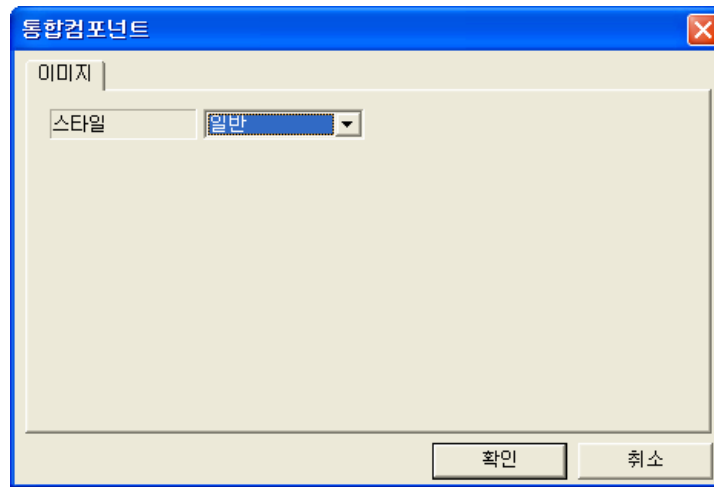 통합컴포넌트
이미지
스타일 일반
확인 취소